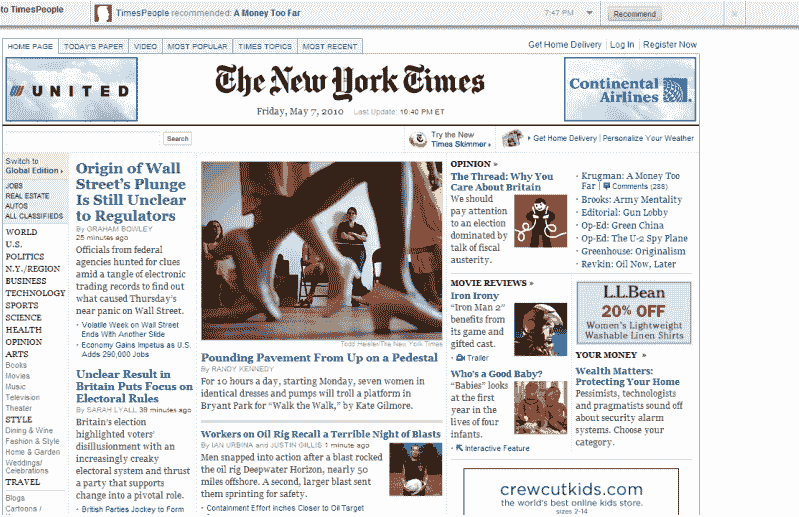 to TimesPeople
TimesPeople recommended: A Money Too Far
7:47 PM
Recommend
HOME PAGE
TODAY'S PAPER
VIDEO
MOST POPULAR
TIMES TOPICS
MOST RECENT
Get Home Delivery
Log In
Register Now
UNITED
The New York Times
Friday, May 7, 2010 Last Update: 10:40 PM ET
Continental
Airlines
Search
Try the New
Times Skimmer
Get Home Delivery | Personalize Your Weather
Switch to
Global Edition
JOBS
REAL ESTATE
AUTOS
ALL CLASSIFIEDS
WORLD
U.S.
POLITICS
N.Y./REGION
BUSINESS
TECHNOLOGY
SPORTS
SCIENCE
HEALTH
OPINION
ARTS
Books
Movies
Music
Television
Theater
STYLE
Dining & Wine
Fashion & Style
Home & Garden
Weddings/
Celebrations
TRAVEL
Blogs
Cartoons /
Origin of Wall
Street's Plunge
Is Still Unclear
to Regulators
By GRAHAM BOWLEY
25 minutes ago
Officials from federal
agencies hunted for clues
amid a tangle of electronic
trading records to find out
what caused Thursday's
near panic on Wall Street.
Volatile Week on Wall Street
Ends With Another Slide
Economy Gains Impetus as U.S.
Adds 290,000 Jobs
Unclear Result in
Britain Puts Focus on
Electoral Rules
By SARAH LYALL 39 minutes ago
Britain's election
highlighted voters'
disillusionment with an
increasingly creaky
electoral system and thrust
a party that supports
change into a pivotal role.
British Parties Jockey to Form
Todd Heisler/The New York Times
Pounding Pavement From Up on a Pedestal
By RANDY KENNEDY
For 10 hours a day, starting Monday, seven women in
identical dresses and pumps will troll a platform in
Bryant Park for "Walk the Walk," by Kate Gilmore.
Workers on Oil Rig Recall a Terrible Night of Blasts
By IAN URBINA and JUSTIN GILLIS 1 minute ago
Men snapped into action after a blast rocked
the oil rig Deepwater Horizon, nearly 50
miles offshore. A second, larger blast sent
them sprinting for safety.
Containment Effort Inches Closer to Oil Target
OPINION »
The Thread: Why You
Care About Britain
We should
pay attention
to an election
dominated by
talk of fiscal
austerity.
Krugman: A Money Too
Far | Comments (288)
Brooks: Army Mentality
Editorial: Gun Lobby
Op-Ed: Green China
Op-Ed: The U-2 Spy Plane
Greenhouse: Originalism
Revkin: Oil Now, Later
MOVIE REVIEWS »
Iron Irony
"Iron Man 2"
benefits from
its game and
gifted cast.
Trailer
Who's a Good Baby?
"Babies" looks
at the first
year in the
lives of four
infants.
Interactive Feature
L.L.Bean
20% OFF
Women's Lightweight
Washable Linen Shirts
YOUR MONEY »
Wealth Matters:
Protecting Your Home
Pessimists, technologists
and pragmatists sound off
about security alarm
systems. Choose your
category.
crewcutkids.com
the world's best online kids store.
sizes 2-14